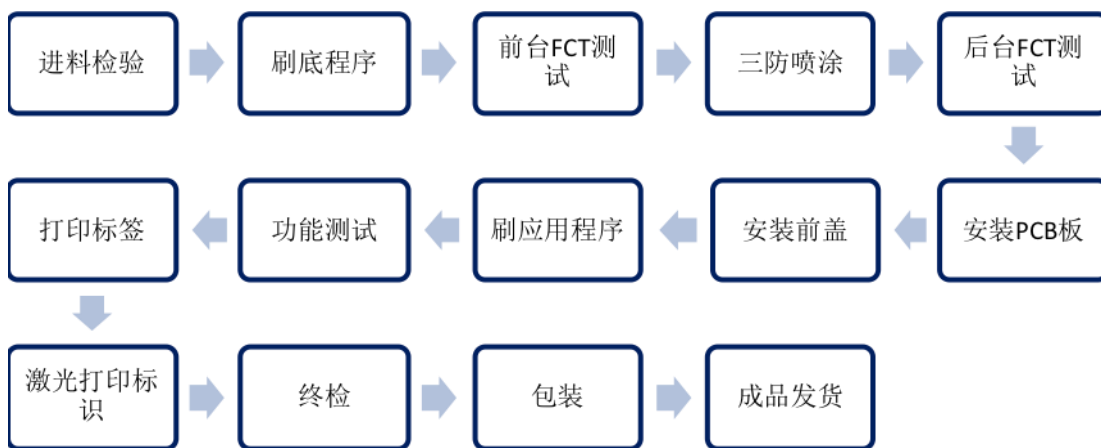 进料检验
刷底程序
前台FCT测
试
三防喷涂
后台FCT测
试
安装PCB板
安装前盖
刷应用程序
功能测试
打印标签
激光打印标
识
终检
包装
成品发货